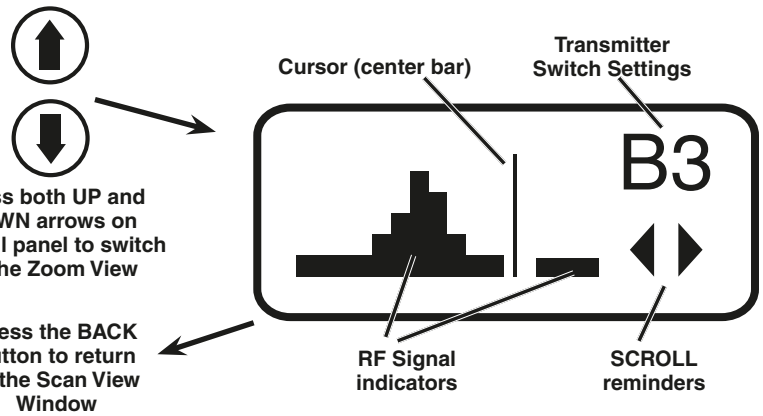 Cursor (center bar)
Transmitter
Switch Settings
B3
both UP and
arrows on
panel to switch
Zoom View
the BACK
to return
the Scan View
Window
RF Signal
indicators
SCROLL
reminders